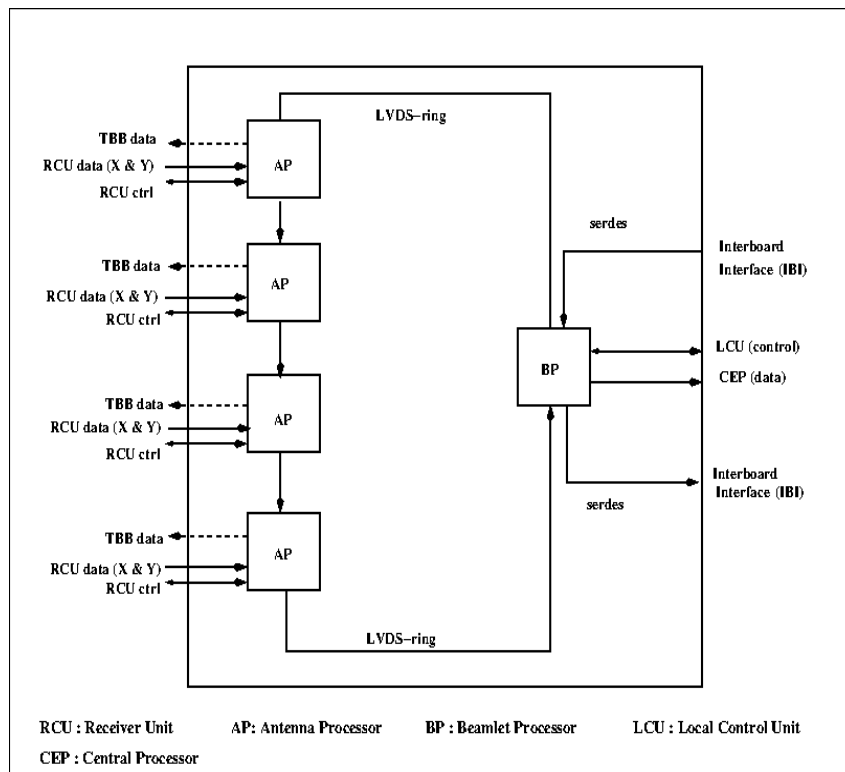 LVDS-ring
TBB data
RCU data (X & Y)
RCU ctrl
AP
TBB data
RCU data (X & Y)
RCU ctrl
AP
TBB data
RCU data (X & Y)
RCU ctrl
AP
TBB data
RCU data (X & Y)
RCU ctrl
AP
LVDS-ring
serdes
Interboard
Interface (IBI)
BP
LCU (control)
CEP (data)
serdes
Interboard
Interface (IBI)
RCU : Receiver Unit AP: Antenna Processor BP : Beamlet Processor LCU : Local Control Unit
CEP : Central Processor